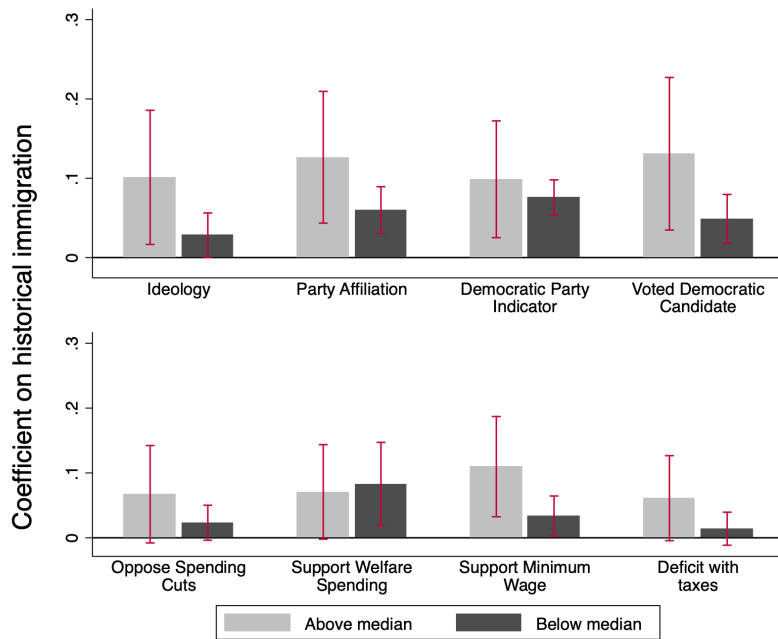 Coefficient on historical immigration
.3
.2
.1
0
Ideology
Party Affiliation
Democratic Party
Indicator
Voted Democratic
Candidate
.3
.2
.1
0
Oppose Spending
Cuts
Support Welfare
Spending
Support Minimum
Wage
Deficit with
taxes
Above median
Below median